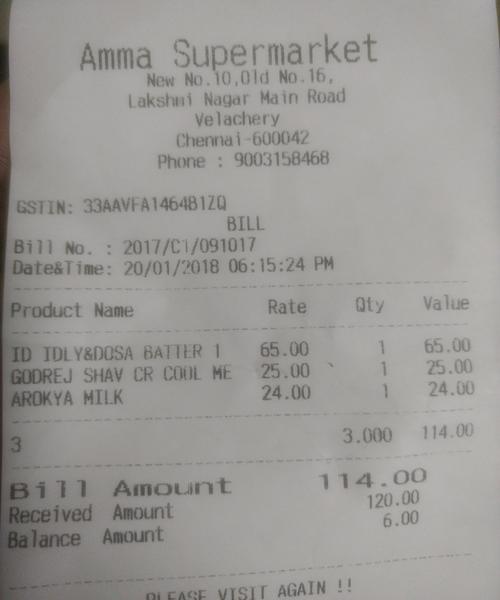 Amma Supermarket
New No.10,Old No.16,
Lakshmi Nagar Main Road
Velachery
Chennai-600042
Phone : 9003158468
GSTIN: 33AAVFA1464B1ZQ
BILL
Bill No. : 2017/C1/091017
Date&Time: 20/01/2018 06:15:24 PM
Product Name Rate Qty Value
ID IDLY&DOSA BATTER 1 65.00 1 65.00
GODREJ SHAV CR COOL ME 25.00 1 25.00
AROKYA MILK 24.00 1 24.00
3 3.000 114.00
Bill Amount 114.00
Received Amount 120.00
Balance Amount 6.00
PLEASE VISIT AGAIN !!